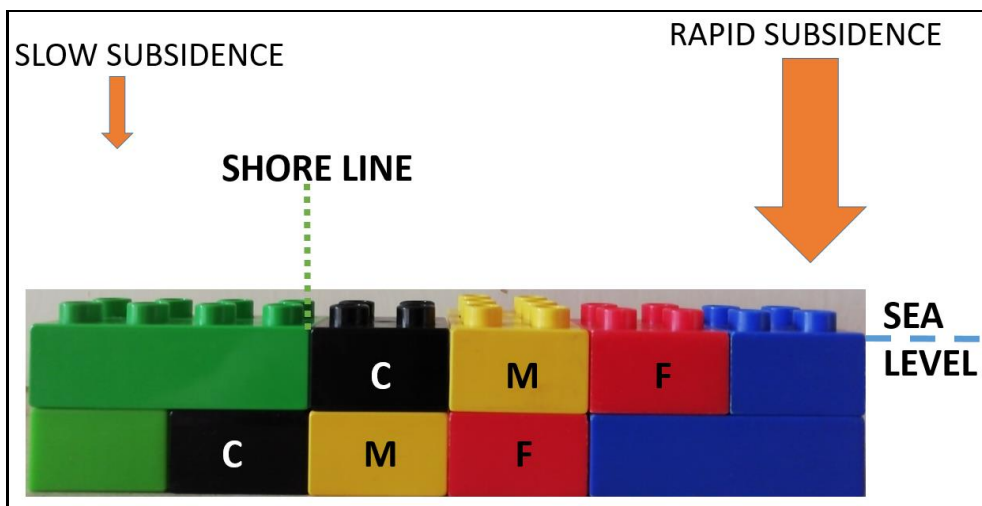 SLOW SUBSIDENCE
RAPID SUBSIDENCE
SHORE LINE
SEA
LEVEL
C M F
C M F